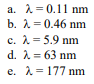 a. λ = 0.11 nm
b. λ = 0.46 nm
c. λ = 5.9 nm
d. λ = 63 nm
e. λ = 177 nm